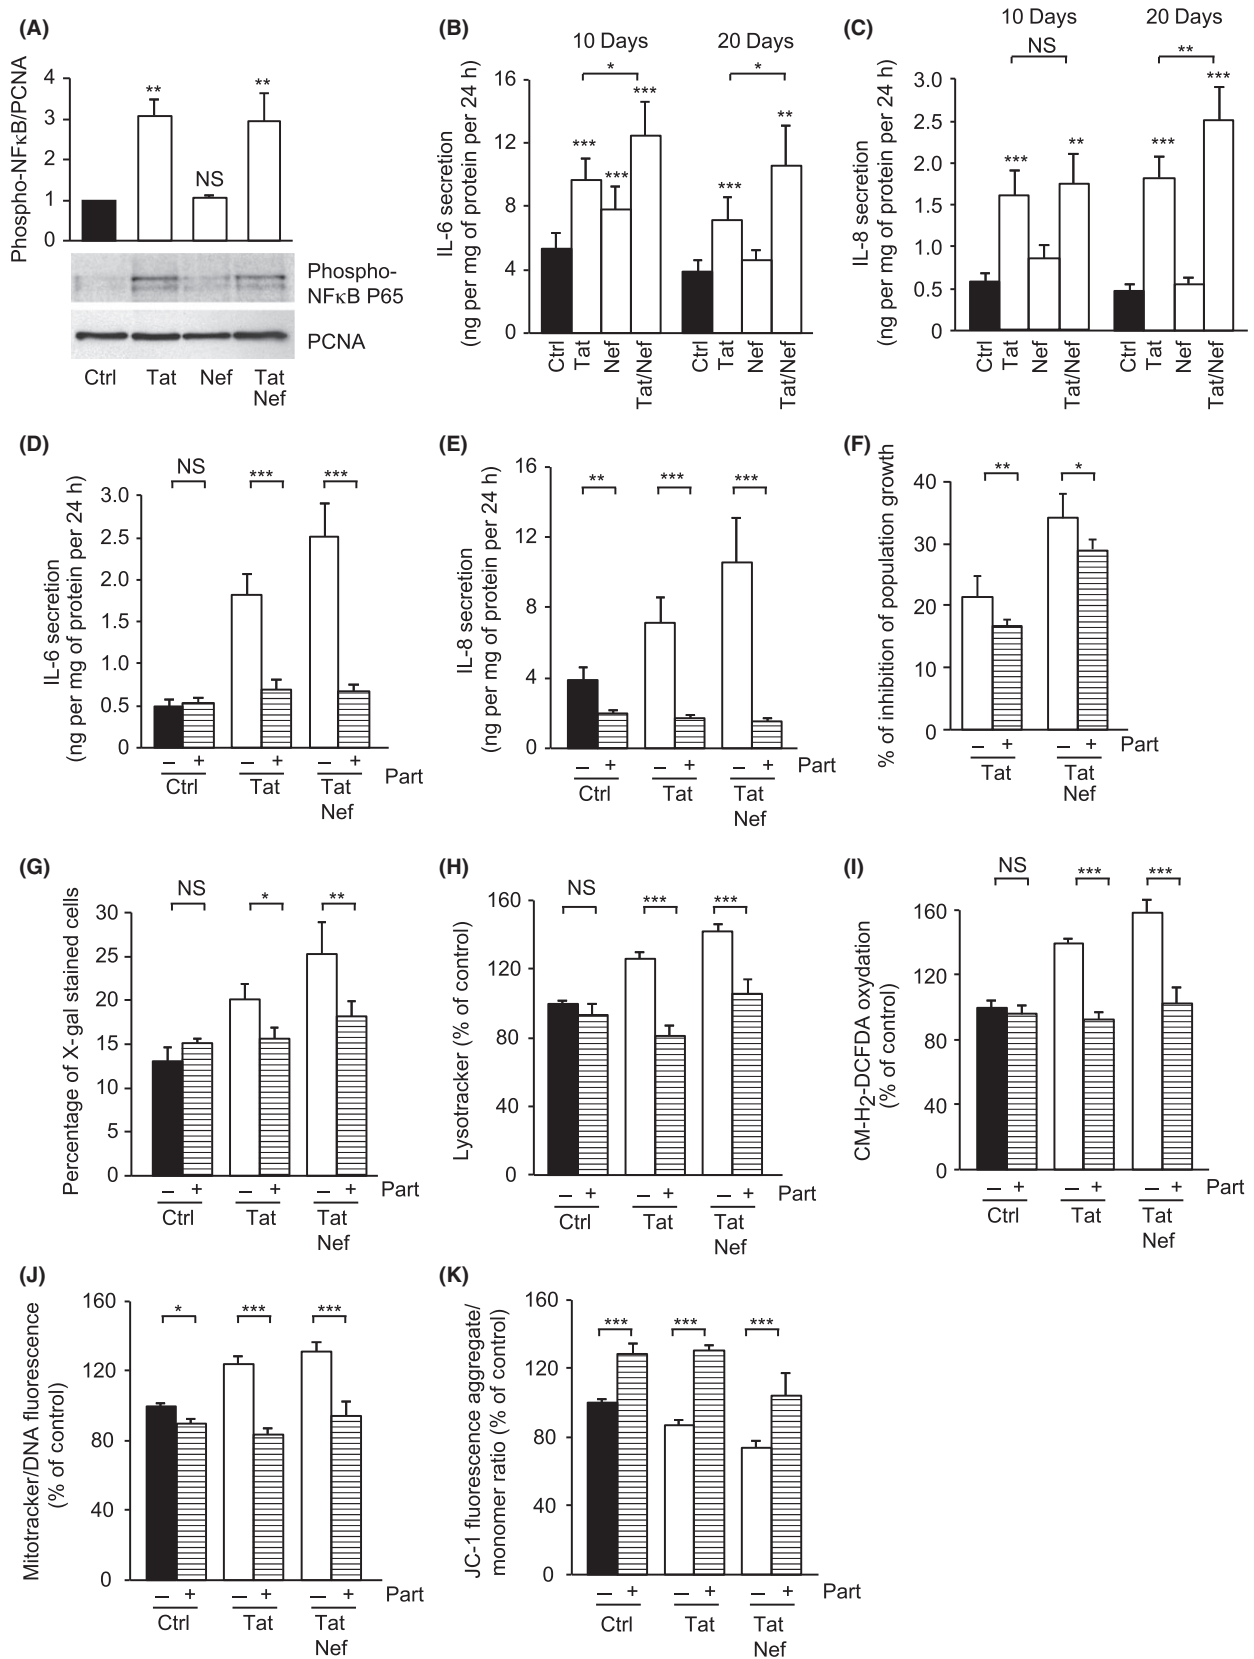 (A)
Phospho-NFκB/PCNA
4
3
2
1
0
**
NS
**
Phospho-
NFκB P65
PCNA
Ctrl Tat Nef Tat
Nef
(B)
10 Days 20 Days
IL-6 secretion
(ng per mg of protein per 24 h)
16
12
8
4
0
* *
*** *** *** *** **
Ctrl Tat Nef Tat/Nef Ctrl Tat Nef Tat/Nef
(C)
10 Days 20 Days
NS **
IL-8 secretion
(ng per mg of protein per 24 h)
3.0
2.5
2.0
1.5
1.0
0.5
0
*** ** *** ***
Ctrl Tat Nef Tat/Nef Ctrl Tat Nef Tat/Nef
(D)
IL-6 secretion
(ng per mg of protein per 24 h)
NS *** ***
3.0
2.5
2.0
1.5
1.0
0.5
0
– + – + – + Part
Ctrl Tat Tat
Nef
(E)
IL-8 secretion
(ng per mg of protein per 24 h)
** *** ***
16
12
8
4
0
– + – + – + Part
Ctrl Tat Tat
Nef
(F)
% of inhibition of population growth
** *
40
30
20
10
0
– + – + Part
Tat Tat
Nef
(G)
Percentage of X-gal stained cells
NS * **
30
25
20
15
10
5
0
– + – + – + Part
Ctrl Tat Tat
Nef
(H)
Lysotracker (% of control)
NS *** ***
160
120
80
40
0
– + – + – +
Ctrl Tat Tat
Nef
(I)
CM-H2-DCFDA oxydation
(% of control)
NS *** ***
160
120
80
40
0
– + – + – + Part
Ctrl Tat Tat
Nef
(J)
Mitotracker/DNA fluorescence
(% of control)
* *** ***
160
120
80
40
0
– + – + – + Part
Ctrl Tat Tat
Nef
(K)
JC-1 fluorescence aggregate/
monomer ratio (% of control)
*** *** ***
160
120
80
40
0
– + – + – + Part
Ctrl Tat Tat
Nef